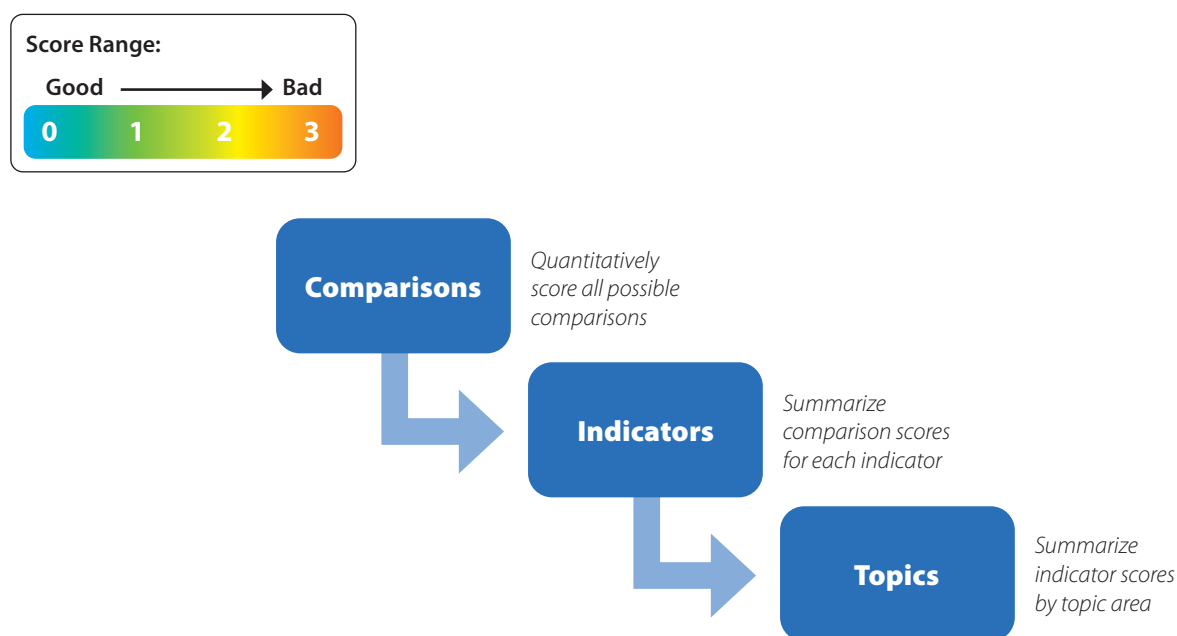 Score Range:
Good Bad
0 1 2 3
Comparisons
Quantitatively
score all possible
comparisons
Indicators
Summarize
comparison scores
for each indicator
Topics
Summarize
indicator scores
by topic area